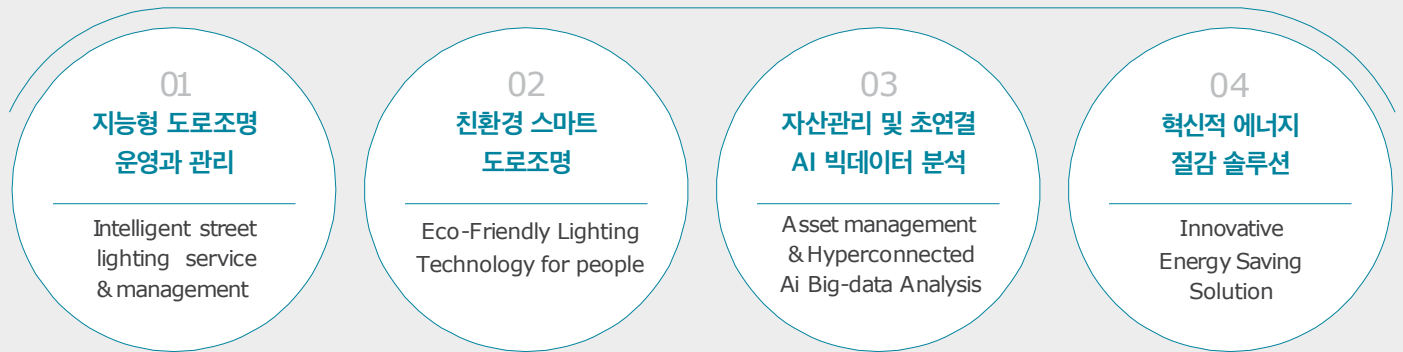 01
지능형 도로조명
운영과 관리
Intelligent street
lighting service
& management
02
친환경 스마트
도로조명
Eco-Friendly Lighting
Technology for people
03
자산관리 및 초연결
AI 빅데이터 분석
Asset management
& Hyperconnected
Ai Big-data Analysis
04
혁신적 에너지
절감 솔루션
Innovative
Energy Saving
Solution